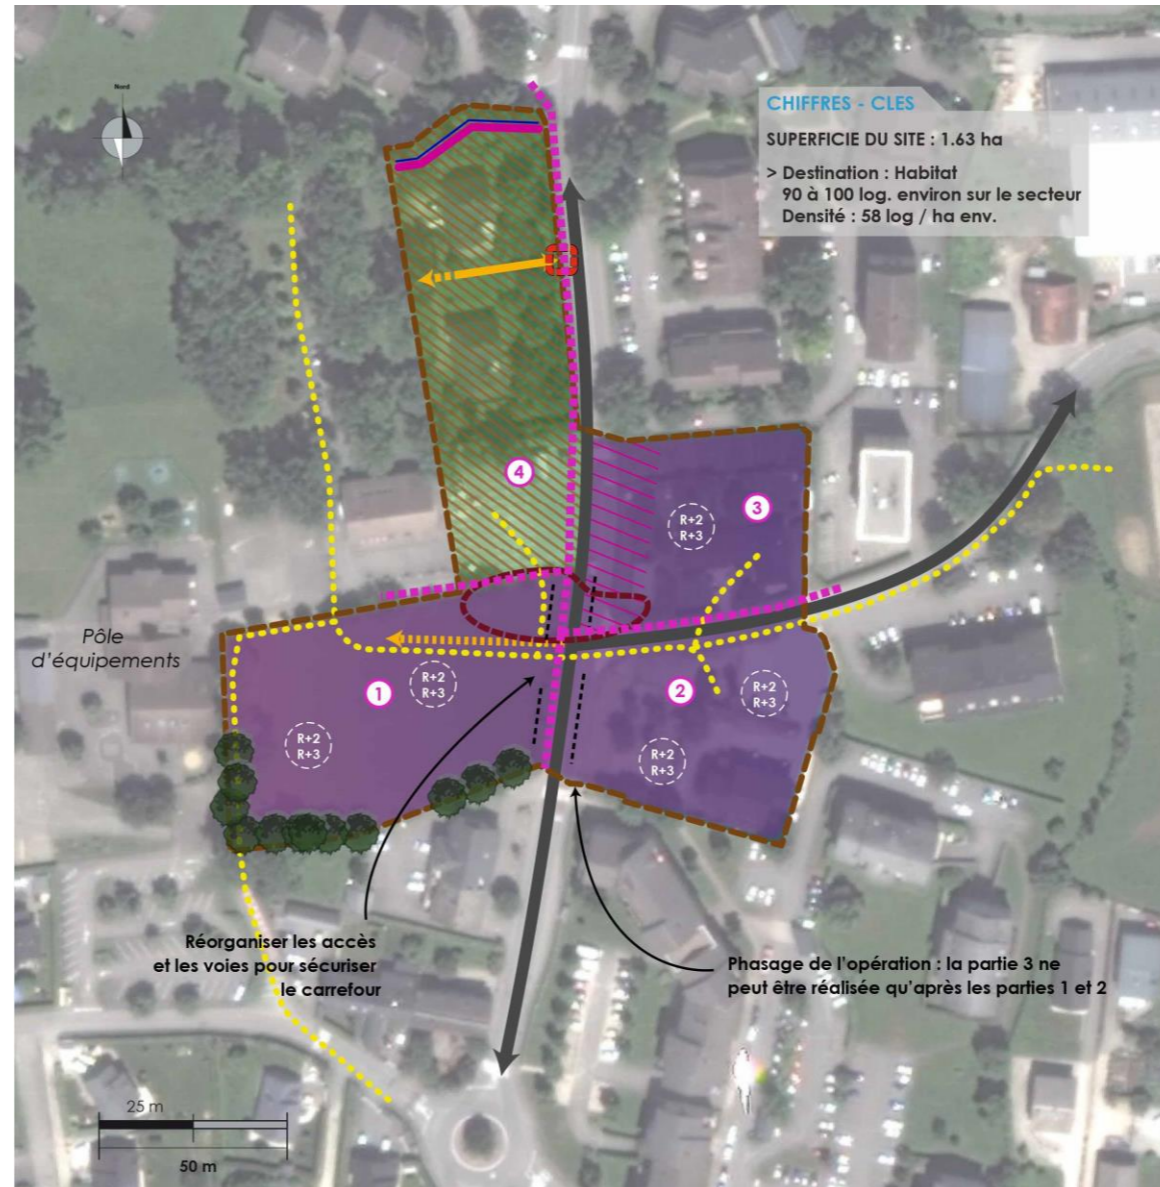 Nord
CHIFFRES - CLES
SUPERFICIE DU SITE : 1.63 ha
> Destination : Habitat
90 à 100 log. environ sur le secteur
Densité : 58 log / ha env.
4
3
R+2
R+3
Pôle
d'équipements
1
R+2
R+3
R+2
R+3
2
R+2
R+3
R+2
R+3
Réorganiser les accès
et les voies pour sécuriser
le carrefour
Phasage de l'opération : la partie 3 ne
peut être réalisée qu'après les parties 1 et 2
25 m
50 m